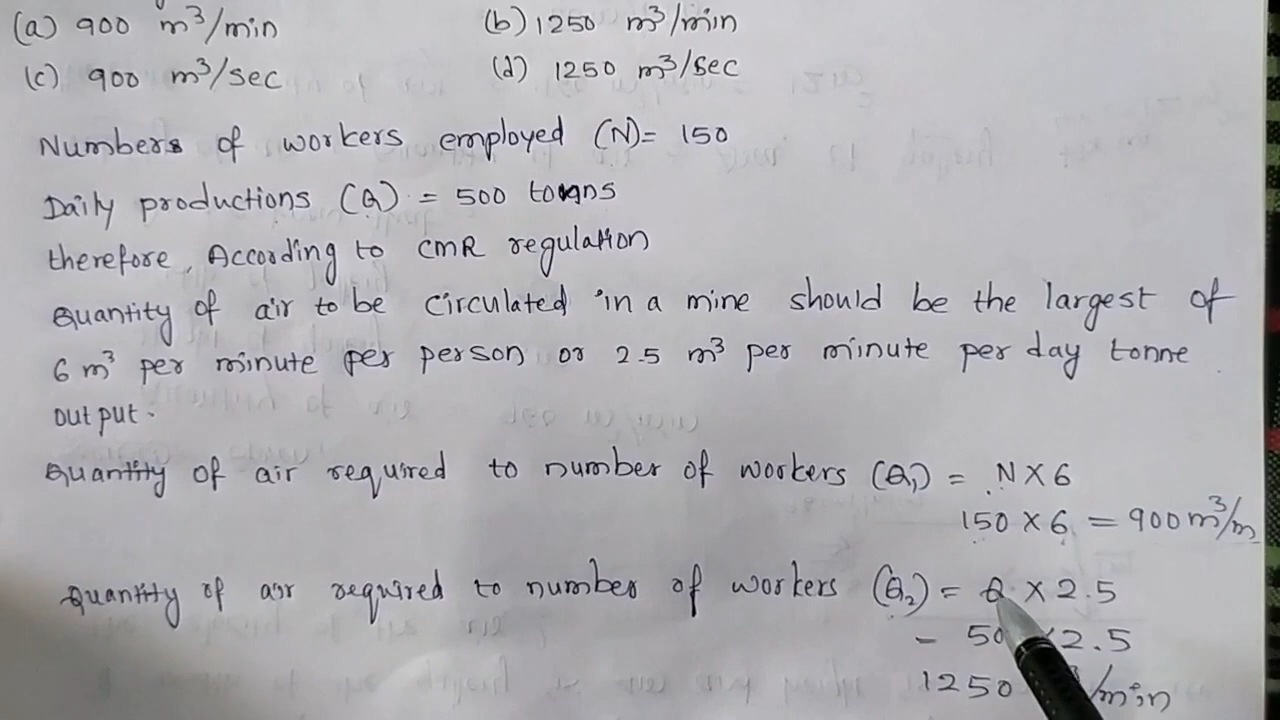 (a) 900 m³/min (b) 1250 m³/min
(c) 900 m³/sec (d) 1250 m³/sec
Numbers of workers employed (N)= 150
Daily productions (Q) = 500 tonns
therefore, According to CMR regulation
Quantity of air to be circulated in a mine should be the largest of
6 m³ per minute per person or 2.5 m³ per minute per day tonne
output.
Quantity of air required to number of workers (Q₁) = N X 6
150 X 6 = 900 m³/m
Quantity of air required to number of workers (Q₂) = Q X 2.5
- 50 X 2.5
1250 /min